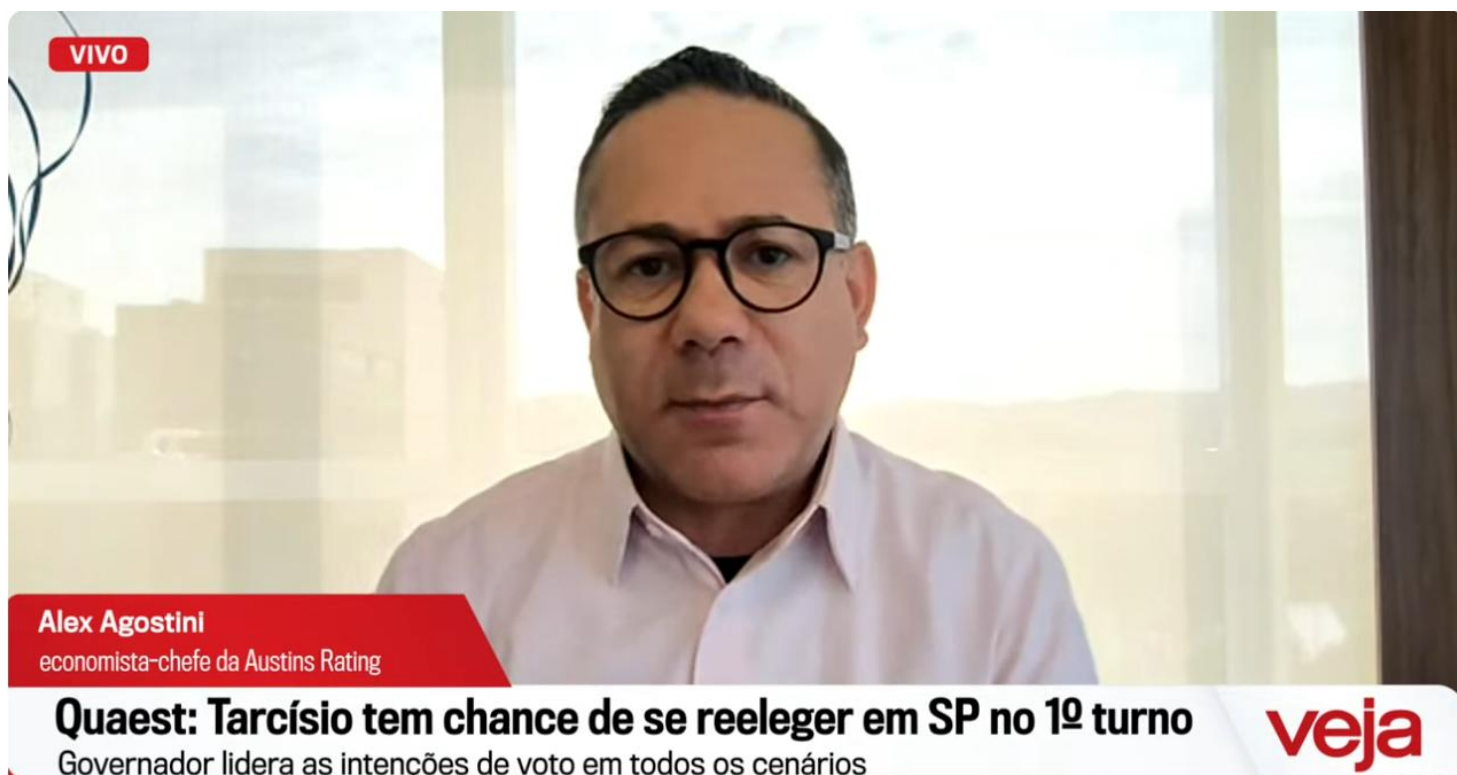 VIVO
Alex Agostini
economista-chefe da Austins Rating
Quaest: Tarcísio tem chance de se reeleger em SP no 1º turno
veja
Governador lidera as intenções de voto em todos os cenários